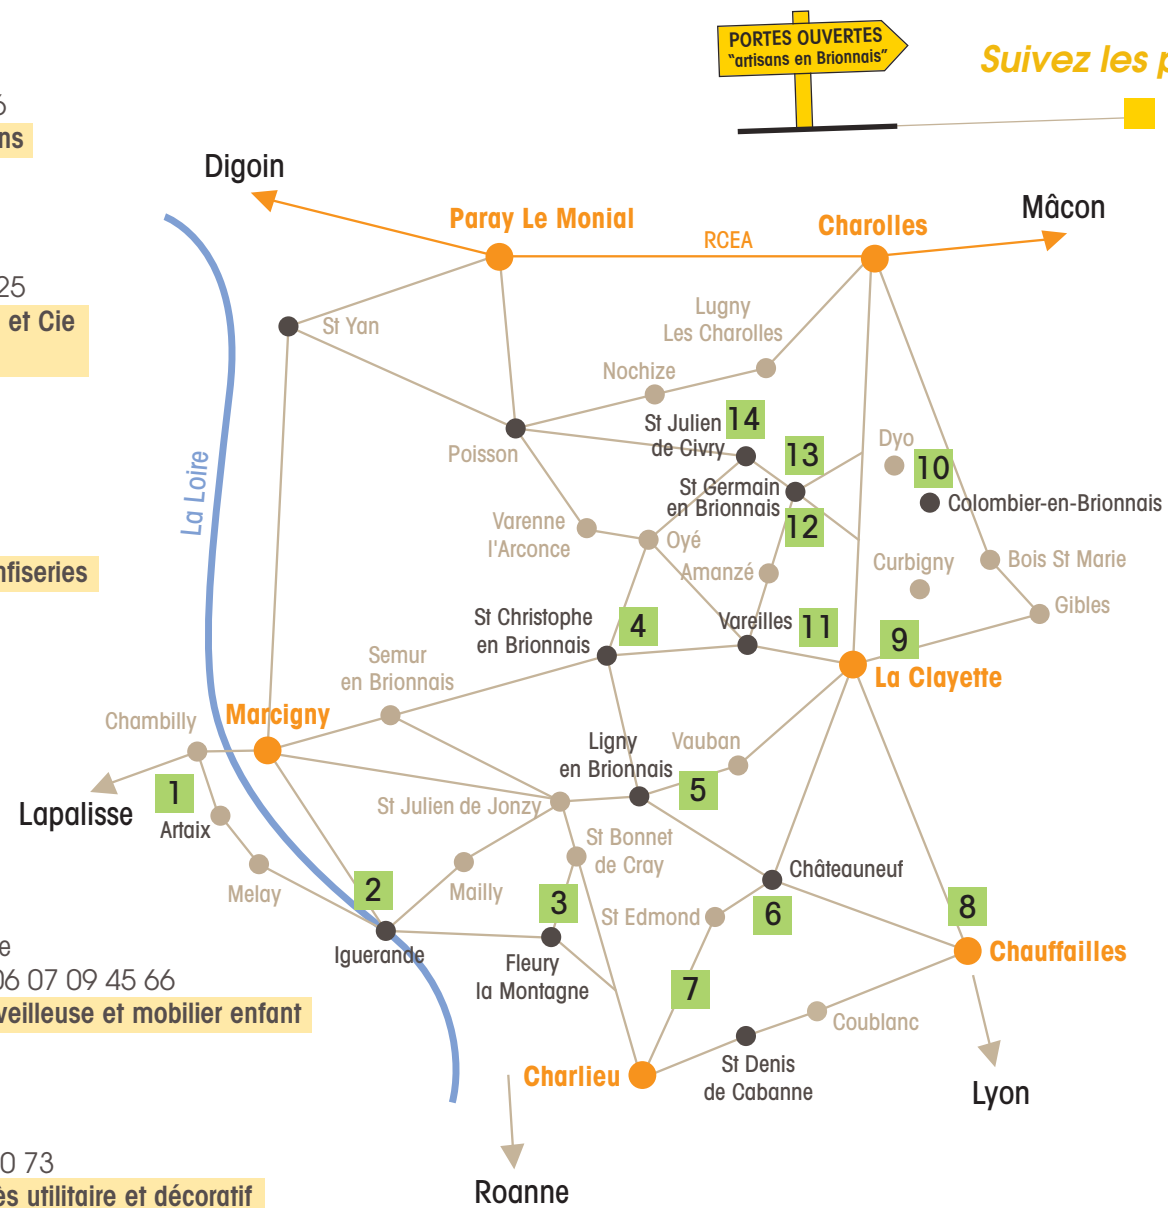 PORTES OUVERTES
"artisans en Brionnais"
Suivez les p
6
ns
25
et Cie
nfiseries
e
06 07 09 45 66
veilleuse et mobilier enfant
0 73
ès utilitaire et décoratif
Digoin
Mâcon
Paray Le Monial
RCEA
Charolles
Lugny
Les Charolles
St Yan
Nochize
St Julien
de Civry
14
13
Dyo
10
Poisson
La Loire
St Germain
en Brionnais
Colombier-en-Brionnais
12
Varenne
l'Arconce
Oyé
Amanzé
Curbigny
Bois St Marie
Gibles
St Christophe
en Brionnais
4
Vareilles
11
9
La Clayette
Semur
en Brionnais
Chambilly
Marcigny
Ligny
en Brionnais
Vauban
5
1
Lapalisse
Artaix
St Julien de Jonzy
St Bonnet
de Cray
Châteauneuf
Melay
2
Mailly
3
St Edmond
6
8
Iguerande
Fleury
la Montagne
Chauffailles
7
Coublanc
Charlieu
St Denis
de Cabanne
Lyon
Roanne